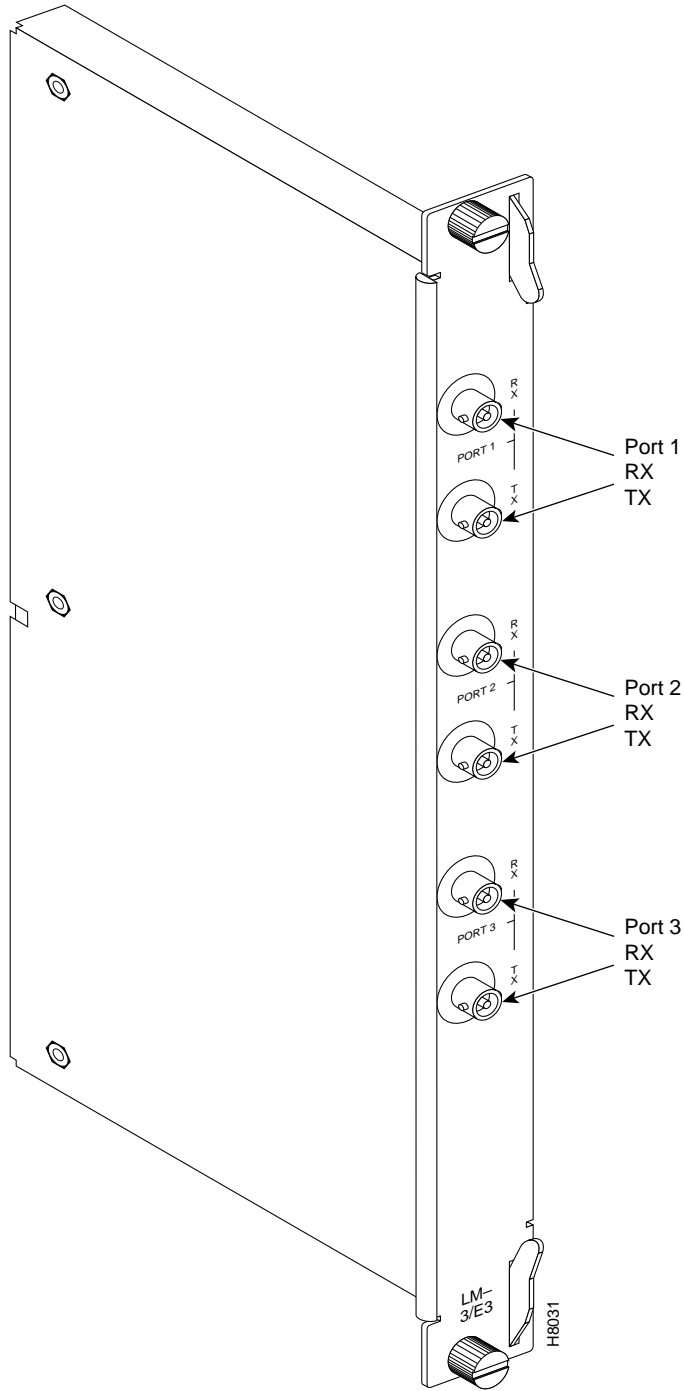 R
X
PORT 1
T
X
Port 1
RX
TX
R
X
PORT 2
T
X
Port 2
RX
TX
R
X
PORT 3
T
X
Port 3
RX
TX
LM–
3/E3
H8031